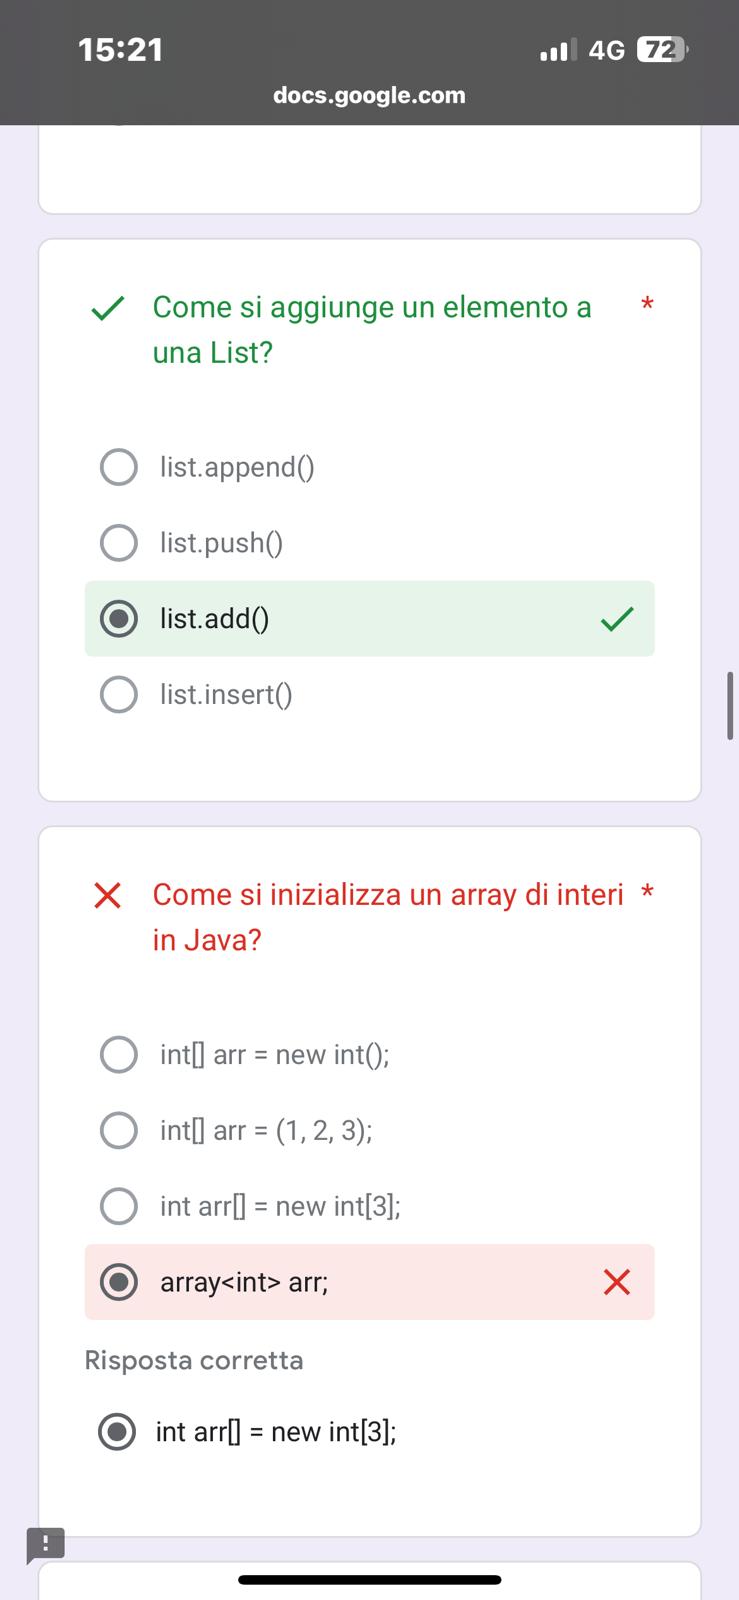 15:21
4G 72
docs.google.com
Come si aggiunge un elemento a *
una List?
list.append()
list.push()
list.add()
list.insert()
Come si inizializza un array di interi *
in Java?
int[] arr = new int();
int[] arr = (1, 2, 3);
int arr[] = new int[3];
array<int> arr;
Risposta corretta
int arr[] = new int[3];
!